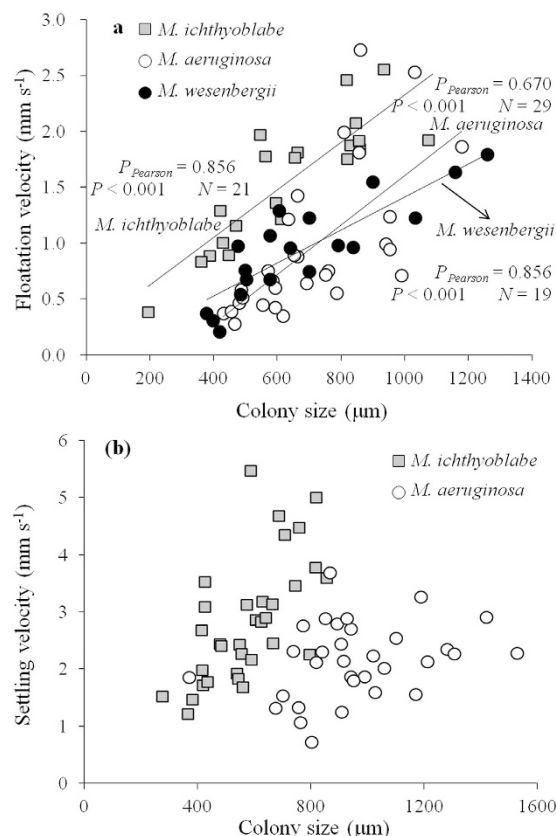 a
M. ichthyoblabe
M. aeruginosa
M. wesenbergii
Floatation velocity (mm s⁻¹)
3.0
2.5
2.0
1.5
1.0
0.5
0.0
P_Pearson = 0.670
P < 0.001 N = 29
M. aeruginosa
P_Pearson = 0.856
P < 0.001 N = 21
M. ichthyoblabe
M. wesenbergii
P_Pearson = 0.856
P < 0.001 N = 19
0 200 400 600 800 1000 1200 1400
Colony size (µm)
(b)
M. ichthyoblabe
M. aeruginosa
Settling velocity (mm s⁻¹)
6
5
4
3
2
1
0
0 400 800 1200 1600
Colony size (µm)